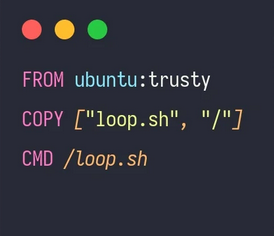 FROM ubuntu:trusty
COPY ["loop.sh", "/"]
CMD /loop.sh